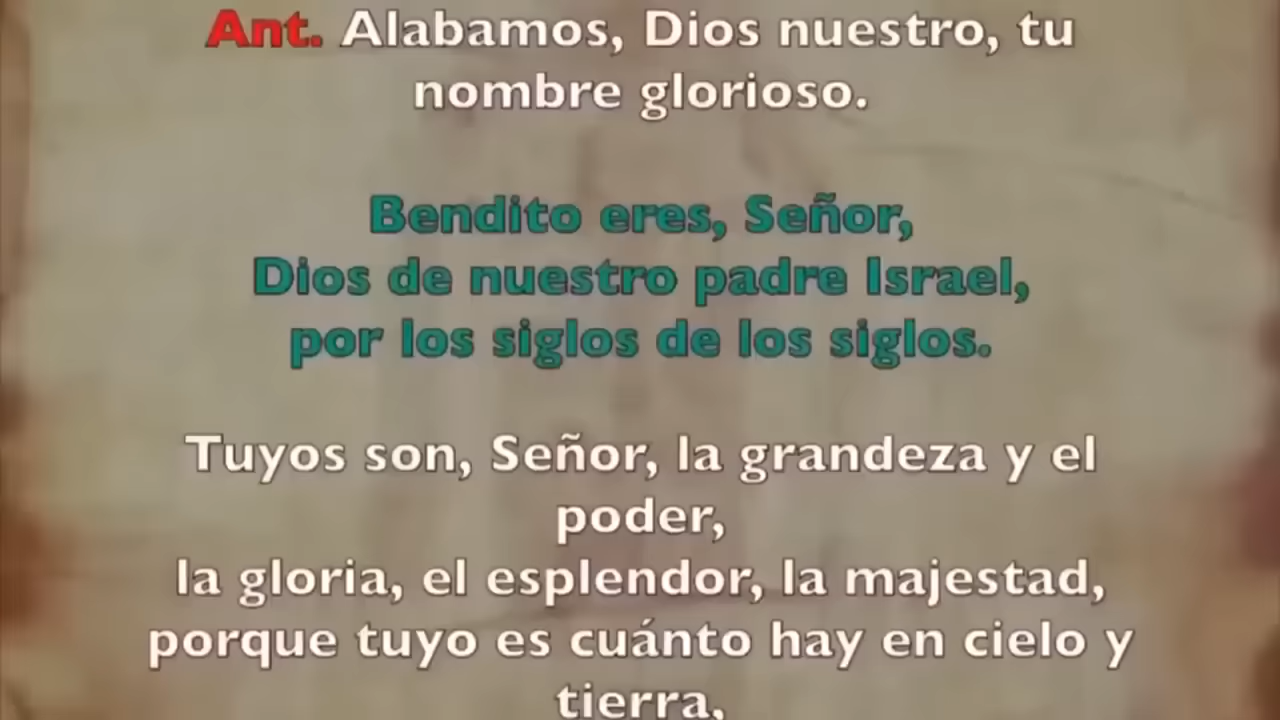 Ant. Alabamos, Dios nuestro, tu
nombre glorioso.
Bendito eres, Señor,
Dios de nuestro padre Israel,
por los siglos de los siglos.
Tuyos son, Señor, la grandeza y el
poder,
la gloria, el esplendor, la majestad,
porque tuyo es cuánto hay en cielo y
tierra,